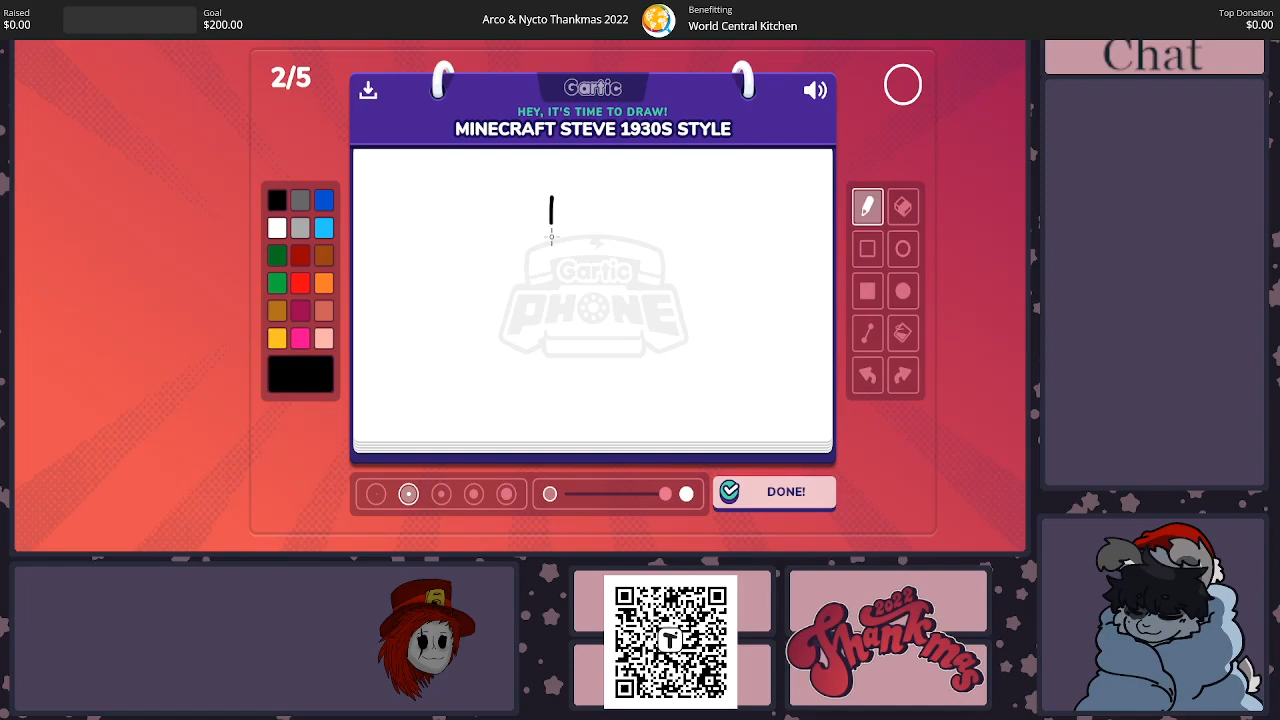 Raised
$0.00
Goal
$200.00
Arco & Nycto Thankmas 2022
Benefitting
World Central Kitchen
Top Donation
$0.00
Chat
2/5
Gartic
HEY, IT'S TIME TO DRAW!
MINECRAFT STEVE 1930S STYLE
Gartic
PHONE
DONE!
T
2022
Thankmas